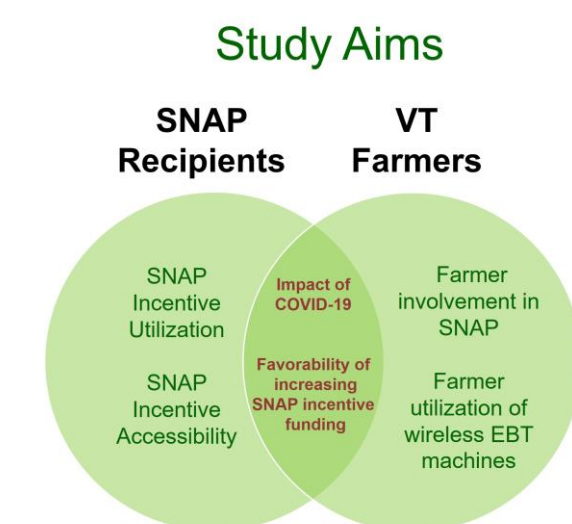 Study Aims
SNAP
Recipients
VT
Farmers
SNAP
Incentive
Utilization
SNAP
Incentive
Accessibility
Impact of
COVID-19
Favorability of
increasing
SNAP incentive
funding
Farmer
involvement in
SNAP
Farmer
utilization of
wireless EBT
machines